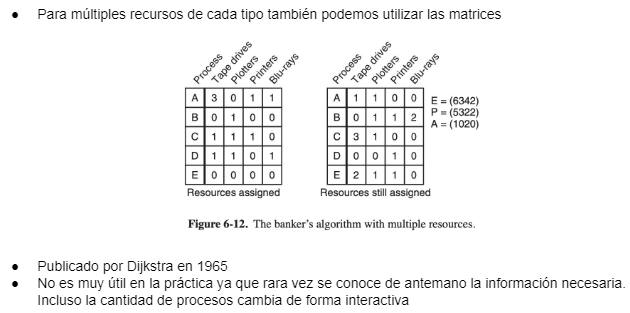 ● Para múltiples recursos de cada tipo también podemos utilizar las matrices
Process Tape drives Plotters Printers Blu-rays
A 3 0 1 1
B 0 1 0 0
C 1 1 1 0
D 1 1 0 1
E 0 0 0 0
Resources assigned
Process Tape drives Plotters Printers Blu-rays
A 1 1 0 0
B 0 1 1 2
C 3 1 0 0
D 0 0 1 0
E 2 1 1 0
Resources still assigned
E = (6342)
P = (5322)
A = (1020)
Figure 6-12. The banker's algorithm with multiple resources.
● Publicado por Dijkstra en 1965
● No es muy útil en la práctica ya que rara vez se conoce de antemano la información necesaria.
Incluso la cantidad de procesos cambia de forma interactiva